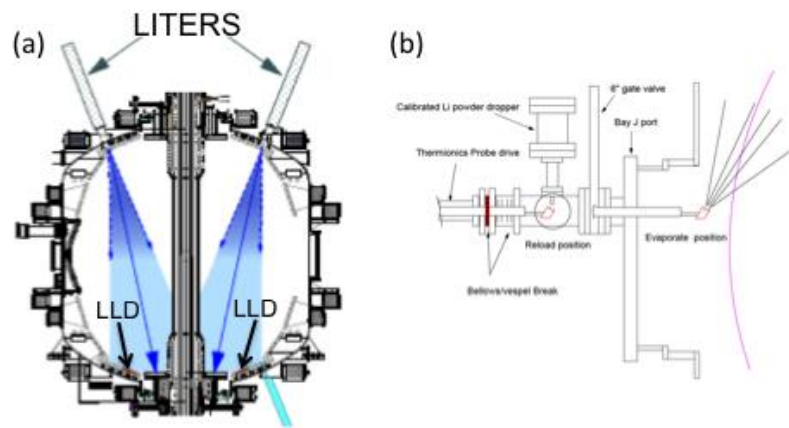 LITERS
(a)
(b)
LLD
LLD
6" gate valve
Calibrated Li powder dropper
Bay J port
Thermionics Probe drive
Reload position
Evaporate position
Bellows/vespel Break